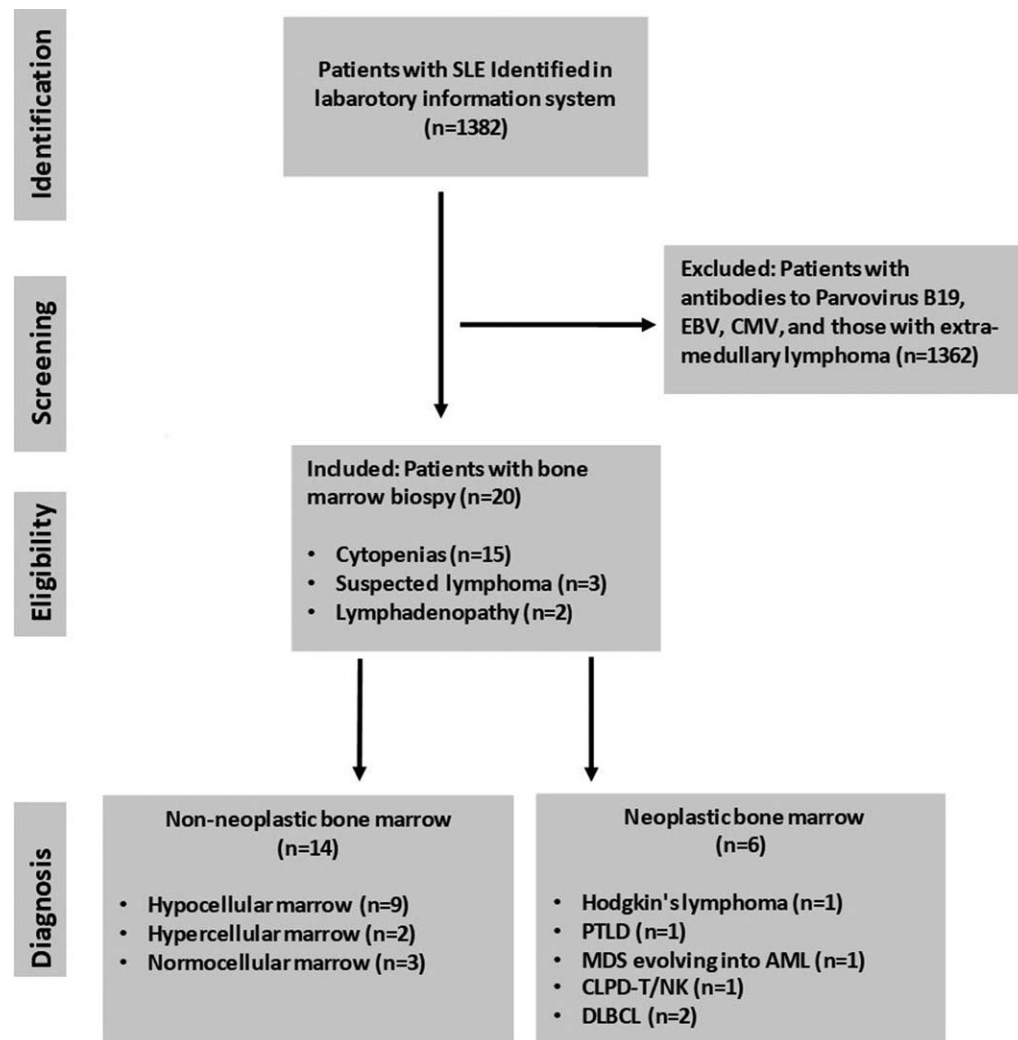 Identification
Patients with SLE Identified in
labarotory information system
(n=1382)
Screening
Excluded: Patients with
antibodies to Parvovirus B19,
EBV, CMV, and those with extra-
medullary lymphoma (n=1362)
Eligibility
Included: Patients with bone
marrow biospy (n=20)
• Cytopenias (n=15)
• Suspected lymphoma (n=3)
• Lymphadenopathy (n=2)
Diagnosis
Non-neoplastic bone marrow
(n=14)
• Hypocellular marrow (n=9)
• Hypercellular marrow (n=2)
• Normocellular marrow (n=3)
Neoplastic bone marrow
(n=6)
• Hodgkin's lymphoma (n=1)
• PTLD (n=1)
• MDS evolving into AML (n=1)
• CLPD-T/NK (n=1)
• DLBCL (n=2)